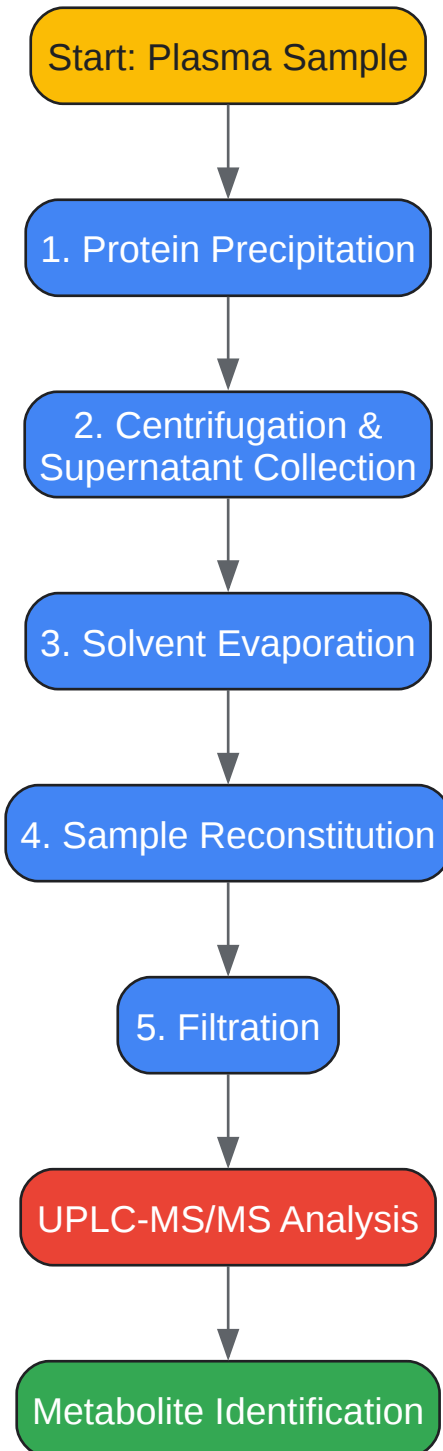 Start: Plasma Sample
1. Protein Precipitation
2. Centrifugation &
Supernatant Collection
3. Solvent Evaporation
4. Sample Reconstitution
5. Filtration
UPLC-MS/MS Analysis
Metabolite Identification